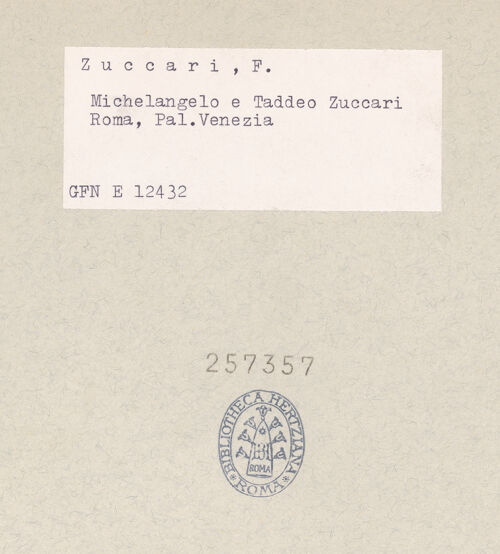 Zuccari, F.
Michelangelo e Taddeo Zuccari
Roma, Pal.Venezia
GFN E 12432
257357
BIBLIOTHECA HERTZIANA
ROMA
ROMA